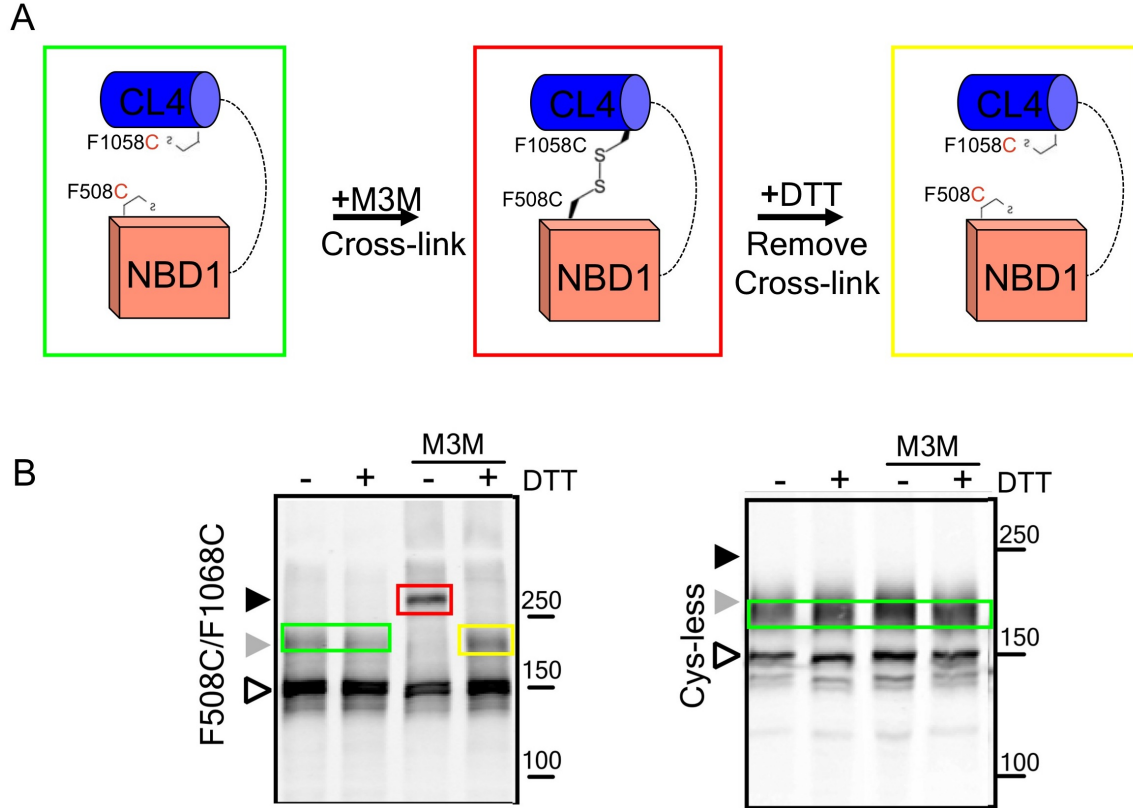 A
CL4
F1058C s
F508C
s
NBD1
+M3M
Cross-link
CL4
F1058C
S
S
F508C
NBD1
+DTT
Remove
Cross-link
CL4
F1058C s
F508C
s
NBD1
B
F508C/F1068C
M3M
- + - + DTT
250
150
100
Cys-less
M3M
- + - + DTT
250
150
100